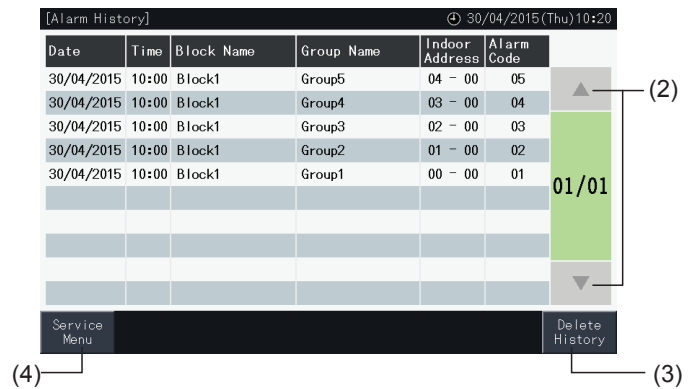 [Alarm History] 30/04/2015(Thu)10:20
Date Time Block Name Group Name Indoor Address Alarm Code
30/04/2015 10:00 Block1 Group5 04 - 00 05
30/04/2015 10:00 Block1 Group4 03 - 00 04
30/04/2015 10:00 Block1 Group3 02 - 00 03
30/04/2015 10:00 Block1 Group2 01 - 00 02
30/04/2015 10:00 Block1 Group1 00 - 00 01
01/01
(2)
Service
Menu
Delete
History
(4)
(3)